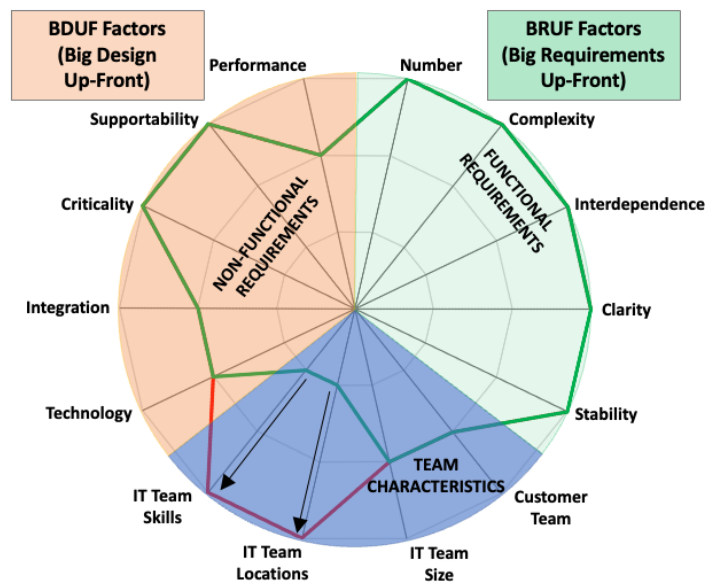 BDUF Factors
(Big Design
Up-Front)
BRUF Factors
(Big Requirements
Up-Front)
Performance
Number
Supportability
Complexity
Criticality
Interdependence
NON-FUNCTIONAL
REQUIREMENTS
FUNCTIONAL
REQUIREMENTS
Integration
Clarity
Technology
Stability
TEAM
CHARACTERISTICS
IT Team
Skills
IT Team
Locations
IT Team
Size
Customer
Team